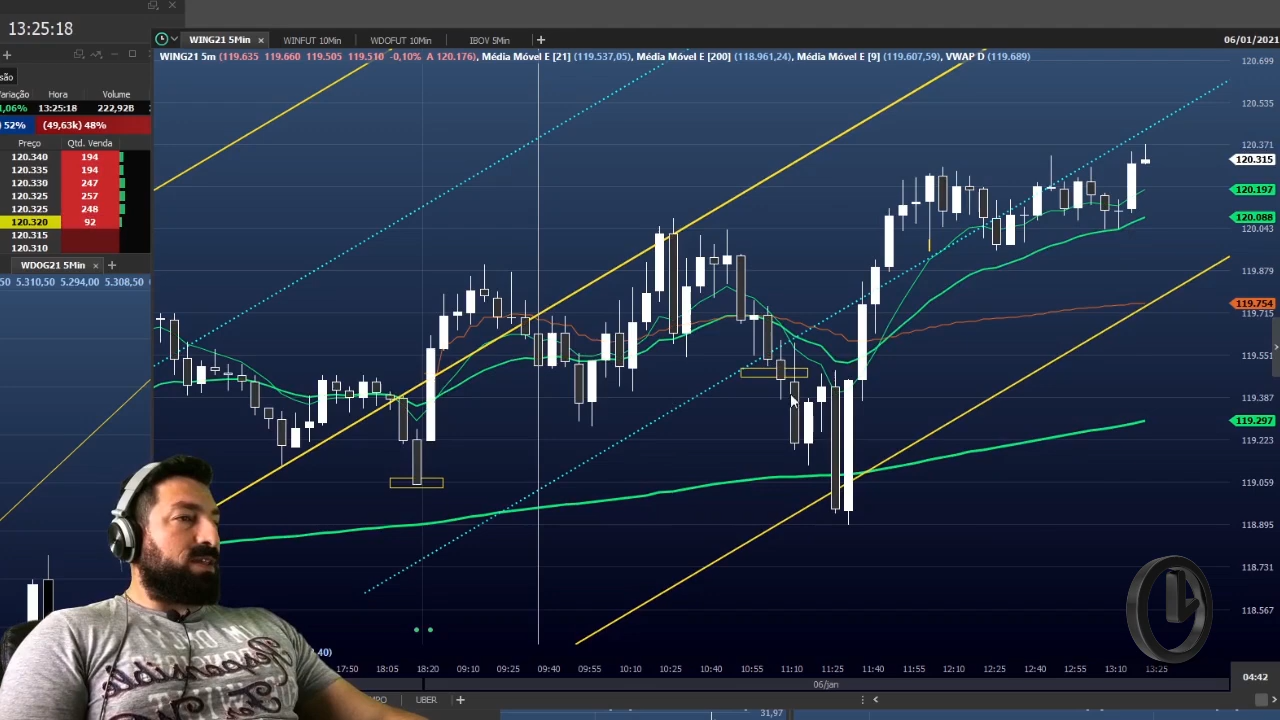 13:25:18
WING21 5Min
WINFUT 10Min
WDOFUT 10Min
IBOV 5Min
06/01/2021
WING21 5m (119.635 119.660 119.505 119.510 -0,10% A 120.176), Média Móvel E [21] (119.537,05), Média Móvel E [200] (118.961,24), Média Móvel E [9] (119.607,59), VWAP D (119.689)
são
Variação Hora Volume
1,06% 13:25:18 222,92B
52% (49,63k) 48%
Preço Qtd. Venda
120.340 194
120.335 194
120.330 247
120.325 257
120.325 248
120.320 92
120.315
120.310
WDOG21 5Min
50 5.310,50 5.294,00 5.308,50
120.699
120.535
120.371
120.315
120.197
120.088
120.043
119.879
119.754
119.715
119.551
119.387
119.297
119.223
119.059
118.895
118.731
118.567
.40)
17:50 18:05 18:20 09:10 09:25 09:40 09:55 10:10 10:25 10:40 10:55 11:10 11:25 11:40 11:55 12:10 12:25 12:40 12:55 13:10 13:25
06/jan
04:42
MPO
UBER
31,97